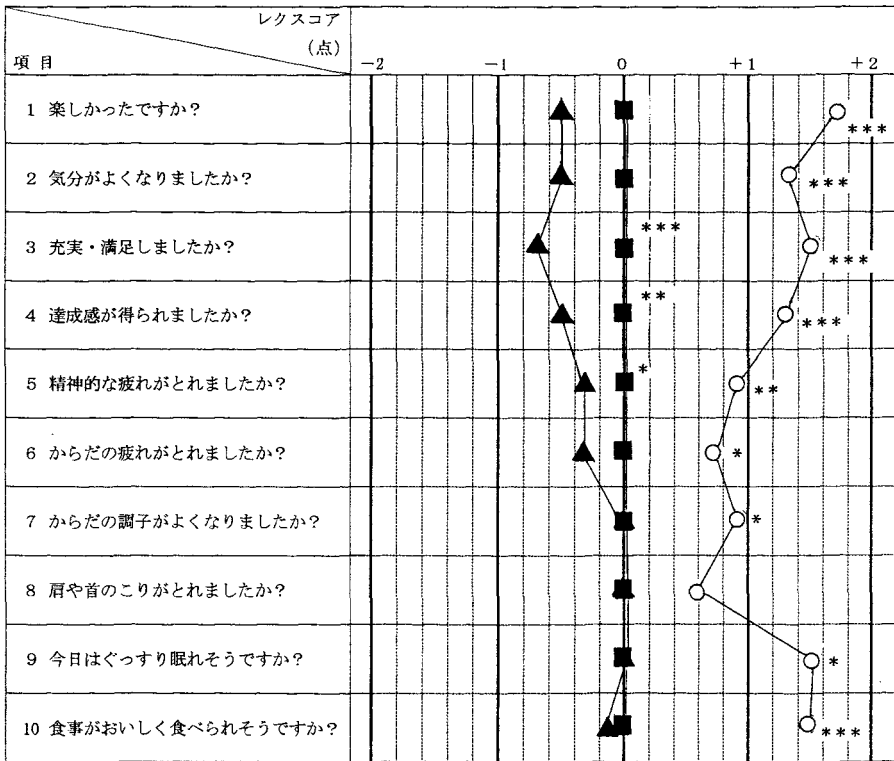 レクスコア
(点)
項 目
−2 −1 0 +1 +2
1 楽しかったですか？
***
2 気分がよくなりましたか？
***
3 充実・満足しましたか？
*** ***
4 達成感が得られましたか？
** ***
5 精神的な疲れがとれましたか？
* **
6 からだの疲れがとれましたか？
*
7 からだの調子がよくなりましたか？
*
8 肩や首のこりがとれましたか？
9 今日はぐっすり眠れそうですか？
*
10 食事がおいしく食べられそうですか？
***